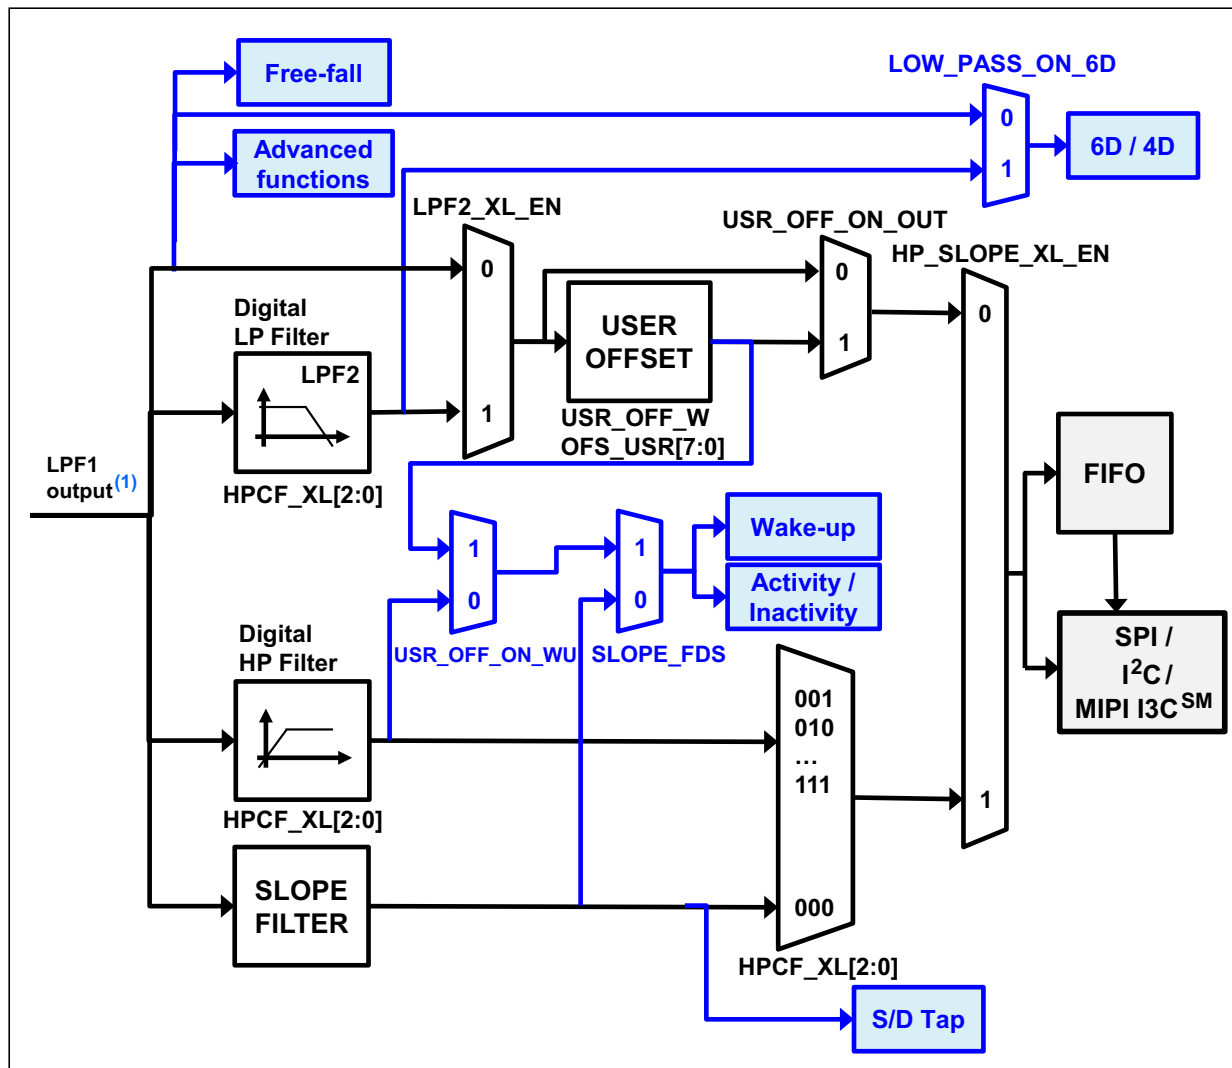 Free-fall
LOW_PASS_ON_6D
0
1
6D / 4D
Advanced
functions
LPF2_XL_EN
0
1
USR_OFF_ON_OUT
0
1
HP_SLOPE_XL_EN
0
1
Digital
LP Filter
LPF2
HPCF_XL[2:0]
USER
OFFSET
USR_OFF_W
OFS_USR[7:0]
LPF1
output(1)
FIFO
1
0
USR_OFF_ON_WU
1
0
SLOPE_FDS
Wake-up
Activity /
Inactivity
SPI /
I2C /
MIPI I3CSM
Digital
HP Filter
HPCF_XL[2:0]
001
010
...
111
000
HPCF_XL[2:0]
SLOPE
FILTER
S/D Tap